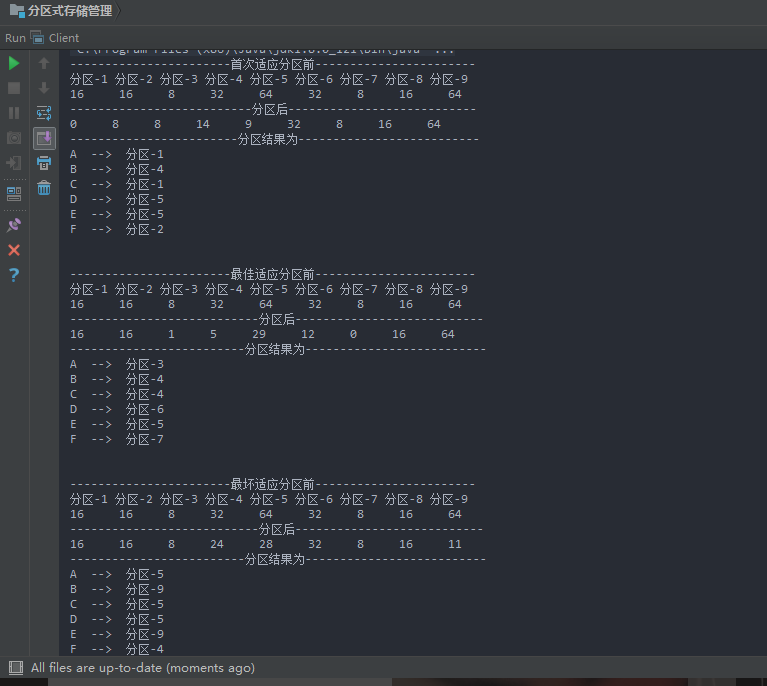 分区式存储管理
Run Client
C:\Program Files (x86)\Java\jdk1.8.0_121\bin\java ...
-----------------------首次适应分区前-----------------------
分区-1 分区-2 分区-3 分区-4 分区-5 分区-6 分区-7 分区-8 分区-9
16 16 8 32 64 32 8 16 64
--------------------------分区后---------------------------
0 8 8 14 9 32 8 16 64
------------------------分区结果为--------------------------
A --> 分区-1
B --> 分区-4
C --> 分区-1
D --> 分区-5
E --> 分区-5
F --> 分区-2
-----------------------最佳适应分区前-----------------------
分区-1 分区-2 分区-3 分区-4 分区-5 分区-6 分区-7 分区-8 分区-9
16 16 8 32 64 32 8 16 64
---------------------------分区后---------------------------
16 16 1 5 29 12 0 16 64
-------------------------分区结果为--------------------------
A --> 分区-3
B --> 分区-4
C --> 分区-4
D --> 分区-6
E --> 分区-5
F --> 分区-7
-----------------------最坏适应分区前-----------------------
分区-1 分区-2 分区-3 分区-4 分区-5 分区-6 分区-7 分区-8 分区-9
16 16 8 32 64 32 8 16 64
---------------------------分区后---------------------------
16 16 8 24 28 32 8 16 11
-------------------------分区结果为--------------------------
A --> 分区-5
B --> 分区-9
C --> 分区-5
D --> 分区-5
E --> 分区-9
F --> 分区-4
All files are up-to-date (moments ago)